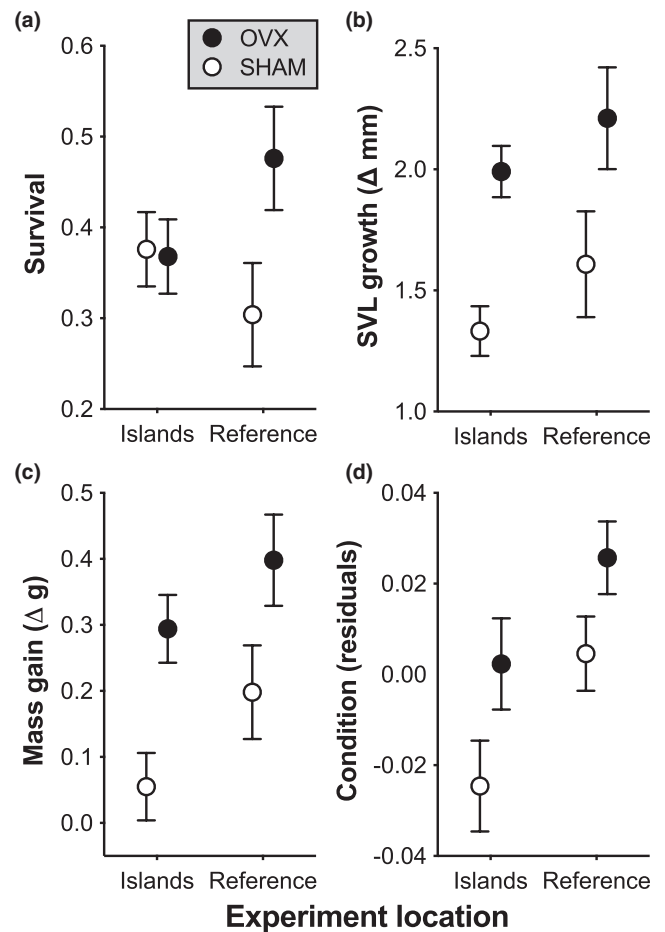 (a)
OVX
SHAM
0.6
0.5
0.4
0.3
0.2
Survival
Islands Reference
(b)
2.5
2.0
1.5
1.0
SVL growth (Δ mm)
Islands Reference
(c)
0.5
0.4
0.3
0.2
0.1
0.0
Mass gain (Δ g)
Islands Reference
(d)
0.04
0.02
0.00
-0.02
-0.04
Condition (residuals)
Islands Reference
Experiment location